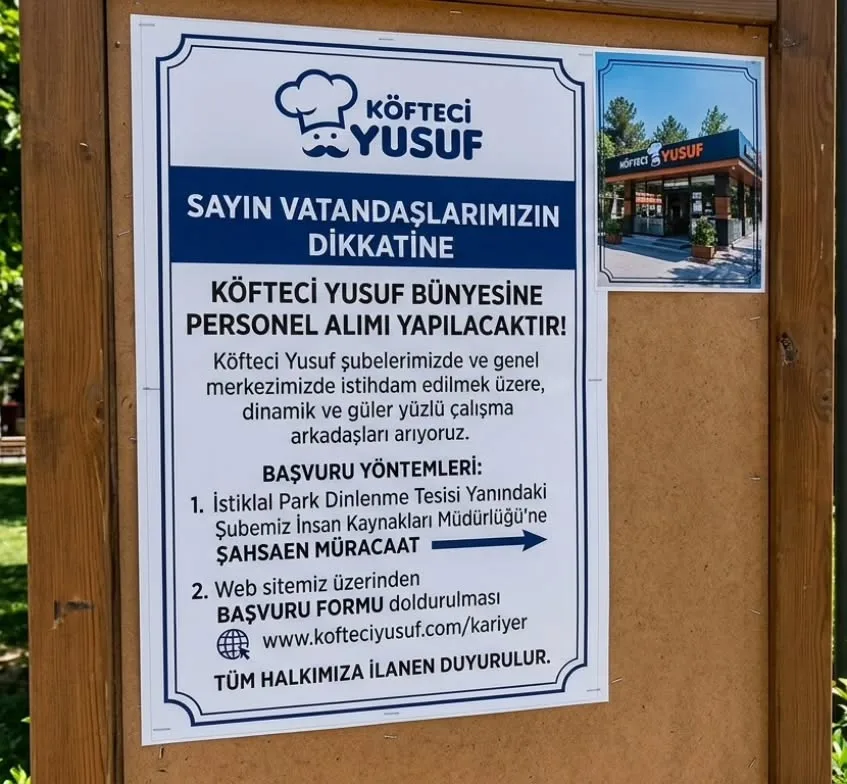 KÖFTECİ
YUSUF
SAYIN VATANDAŞLARIMIZIN
DİKKATİNE
KÖFTECİ YUSUF BÜNYESİNE
PERSONEL ALIMI YAPILACAKTIR!
Köfteci Yusuf şubelerimizde ve genel
merkezimizde istihdam edilmek üzere,
dinamik ve güler yüzlü çalışma
arkadaşları arıyoruz.
BAŞVURU YÖNTEMLERİ:
1. İstiklal Park Dinlenme Tesisi Yanındaki
Şubemiz İnsan Kaynakları Müdürlüğü'ne
ŞAHSAEN MÜRACAAT
2. Web sitemiz üzerinden
BAŞVURU FORMU doldurulması
www.kofteciyusuf.com/kariyer
TÜM HALKIMIZA İLANEN DUYURULUR.
KÖFTECİ YUSUF